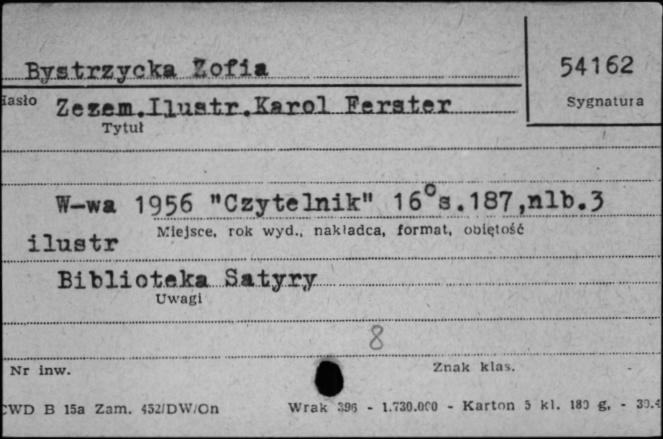 Bystrzycka Zofia
54162
Hasło
Zezem.Ilustr.Karol Ferster
Sygnatura
Tytuł
W-wa 1956 "Czytelnik" 16°s.187,nlb.3
Miejsce, rok wyd., nakładca, format, objętość
ilustr
Biblioteka Satyry
Uwagi
8
Nr inw.
Znak klas.
CWD B 15a Zam. 452/DW/On
Wrak 396 - 1.730.000 - Karton 5 kl. 180 g. - 30.4